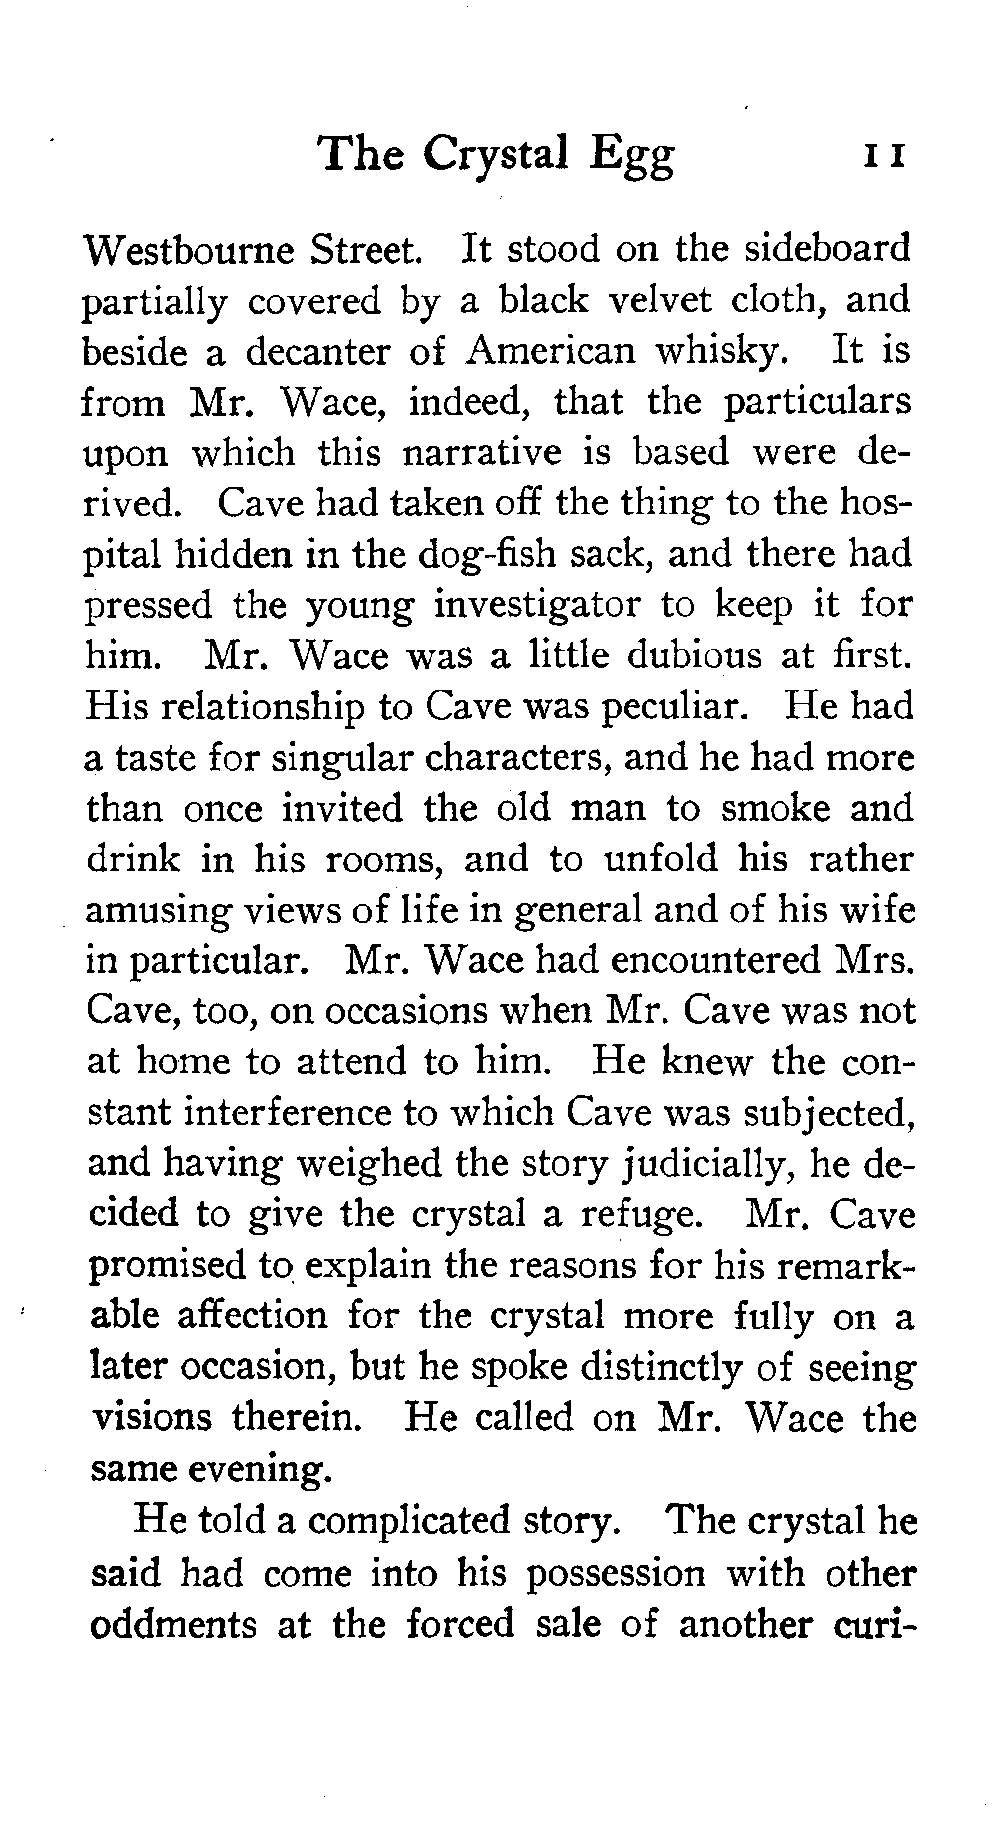 The Crystal Egg 11
Westbourne Street. It stood on the sideboard
partially covered by a black velvet cloth, and
beside a decanter of American whisky. It is
from Mr. Wace, indeed, that the particulars
upon which this narrative is based were de-
rived. Cave had taken off the thing to the hos-
pital hidden in the dog-fish sack, and there had
pressed the young investigator to keep it for
him. Mr. Wace was a little dubious at first.
His relationship to Cave was peculiar. He had
a taste for singular characters, and he had more
than once invited the old man to smoke and
drink in his rooms, and to unfold his rather
amusing views of life in general and of his wife
in particular. Mr. Wace had encountered Mrs.
Cave, too, on occasions when Mr. Cave was not
at home to attend to him. He knew the con-
stant interference to which Cave was subjected,
and having weighed the story judicially, he de-
cided to give the crystal a refuge. Mr. Cave
promised to explain the reasons for his remark-
able affection for the crystal more fully on a
later occasion, but he spoke distinctly of seeing
visions therein. He called on Mr. Wace the
same evening.
He told a complicated story. The crystal he
said had come into his possession with other
oddments at the forced sale of another curi-